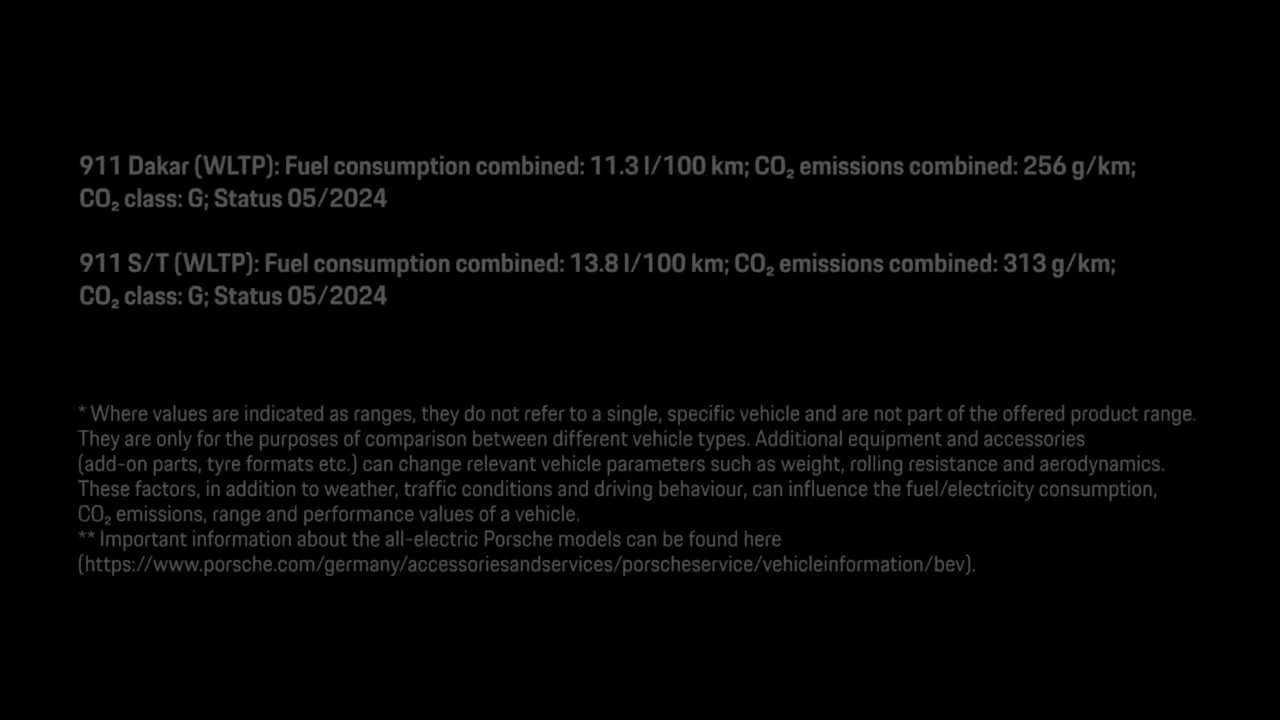 911 Dakar (WLTP): Fuel consumption combined: 11.3 l/100 km; CO₂ emissions combined: 256 g/km;
CO₂ class: G; Status 05/2024
911 S/T (WLTP): Fuel consumption combined: 13.8 l/100 km; CO₂ emissions combined: 313 g/km;
CO₂ class: G; Status 05/2024
* Where values are indicated as ranges, they do not refer to a single, specific vehicle and are not part of the offered product range.
They are only for the purposes of comparison between different vehicle types. Additional equipment and accessories
(add-on parts, tyre formats etc.) can change relevant vehicle parameters such as weight, rolling resistance and aerodynamics.
These factors, in addition to weather, traffic conditions and driving behaviour, can influence the fuel/electricity consumption,
CO₂ emissions, range and performance values of a vehicle.
** Important information about the all-electric Porsche models can be found here
(https://www.porsche.com/germany/accessoriesandservices/porscheservice/vehicleinformation/bev).